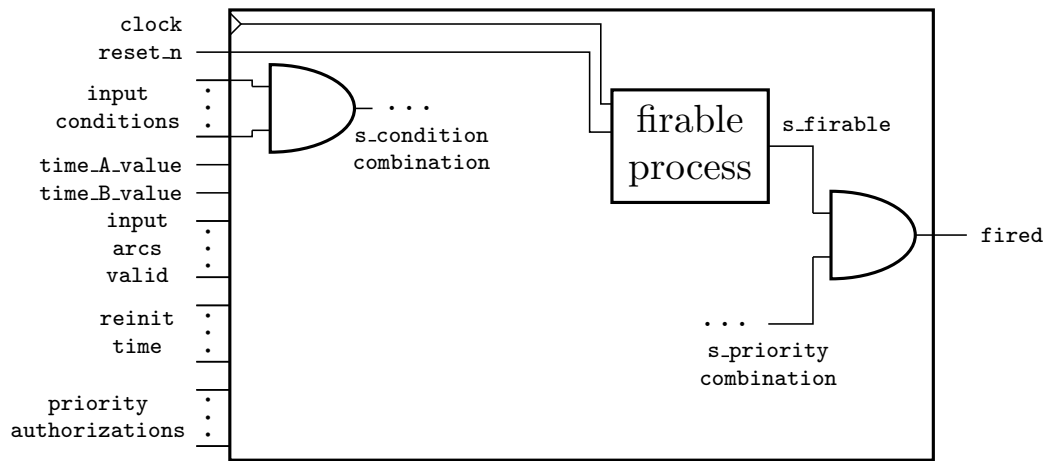 clock
reset_n
input
conditions
time_A_value
time_B_value
input
arcs
valid
reinit
time
priority
authorizations
s_condition
combination
firable
process
s_firable
s_priority
combination
fired